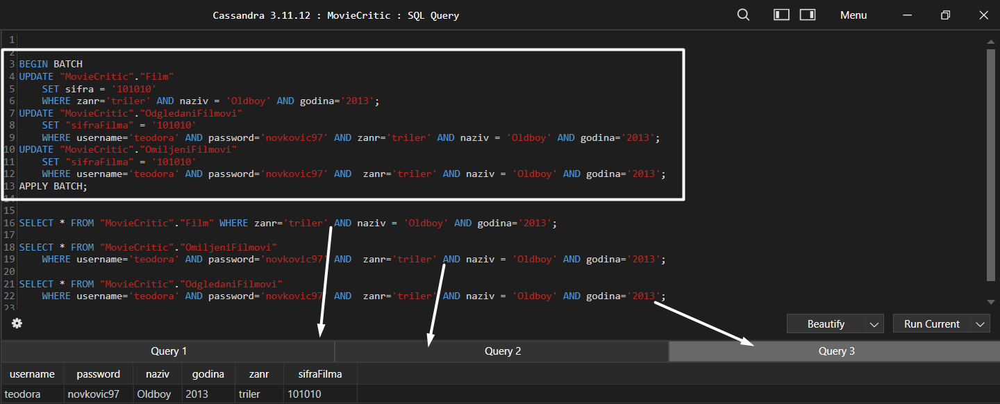 Cassandra 3.11.12 : MovieCritic : SQL Query
Menu
1
2
3 BEGIN BATCH
4 UPDATE "MovieCritic"."Film"
5 SET sifra = '101010'
6 WHERE zanr='triler' AND naziv = 'Oldboy' AND godina='2013';
7 UPDATE "MovieCritic"."OdgledaniFilmovi"
8 SET "sifraFilma" = '101010'
9 WHERE username='teodora' AND password='novkovic97' AND zanr='triler' AND naziv = 'Oldboy' AND godina='2013';
10 UPDATE "MovieCritic"."OmiljeniFilmovi"
11 SET "sifraFilma" = '101010'
12 WHERE username='teodora' AND password='novkovic97' AND  zanr='triler' AND naziv = 'Oldboy' AND godina='2013';
13 APPLY BATCH;
14
15
16 SELECT * FROM "MovieCritic"."Film" WHERE zanr='triler' AND naziv = 'Oldboy' AND godina='2013';
17
18 SELECT * FROM "MovieCritic"."OmiljeniFilmovi"
19 WHERE username='teodora' AND password='novkovic97' AND  zanr='triler' AND naziv = 'Oldboy' AND godina='2013';
20
21 SELECT * FROM "MovieCritic"."OdgledaniFilmovi"
22 WHERE username='teodora' AND password='novkovic97' AND  zanr='triler' AND naziv = 'Oldboy' AND godina='2013';
23
Beautify Run Current
Query 1 Query 2 Query 3
username password naziv godina zanr sifraFilma
teodora novkovic97 Oldboy 2013 triler 101010